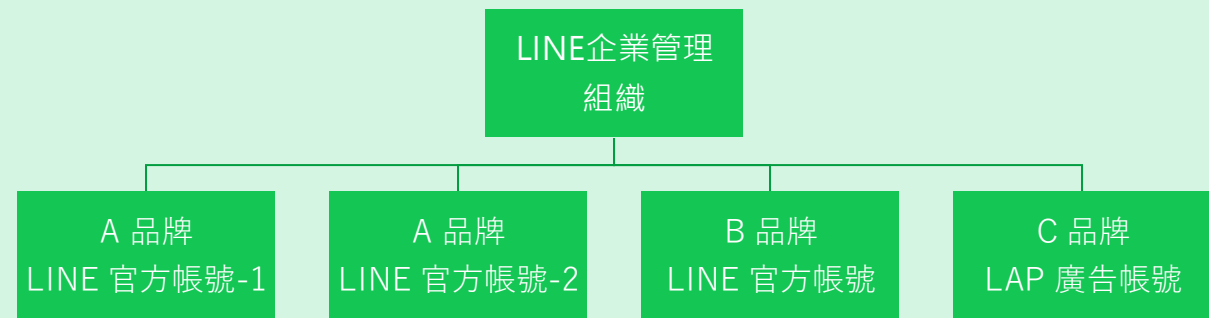 LINE企業管理
組織
A 品牌
LINE 官方帳號-1
A 品牌
LINE 官方帳號-2
B 品牌
LINE 官方帳號
C 品牌
LAP 廣告帳號